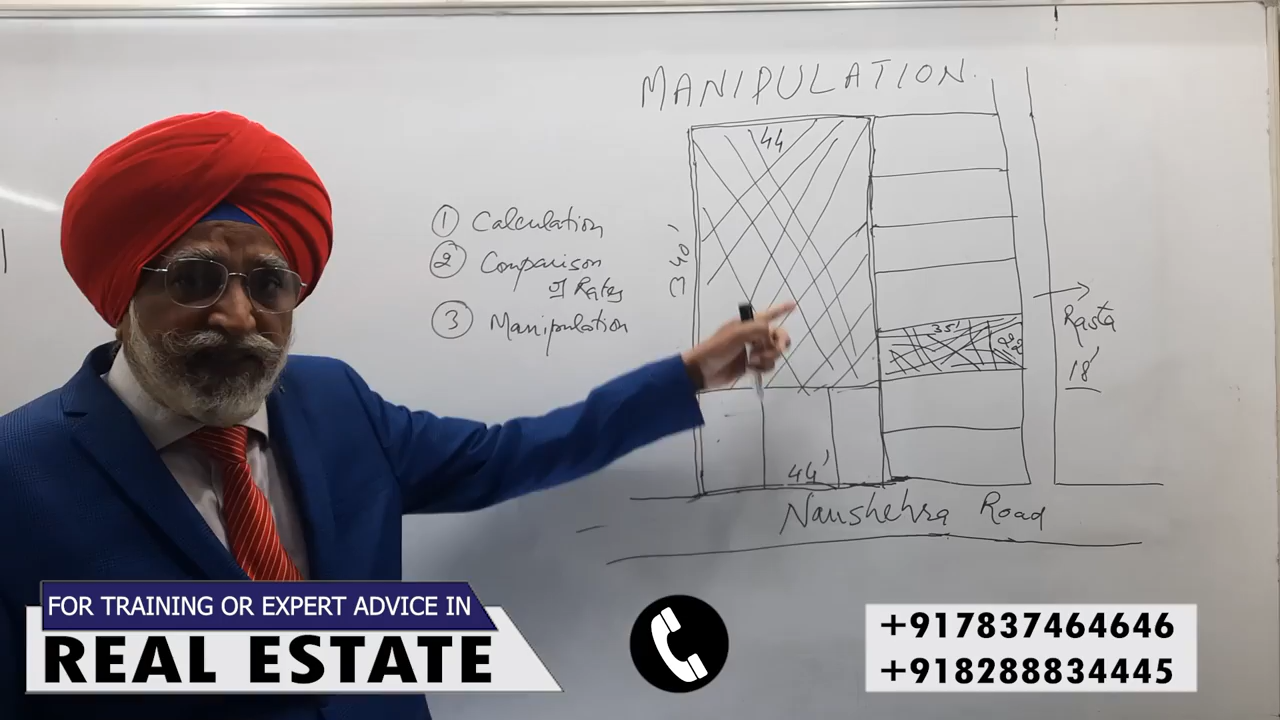 MANIPULATION.
44
① Calculation
② Comparison
of Rates
③ Manipulation
35'
Rasta
18'
44'
Naushehra Road
FOR TRAINING OR EXPERT ADVICE IN
REAL ESTATE
+917837464646
+918288834445